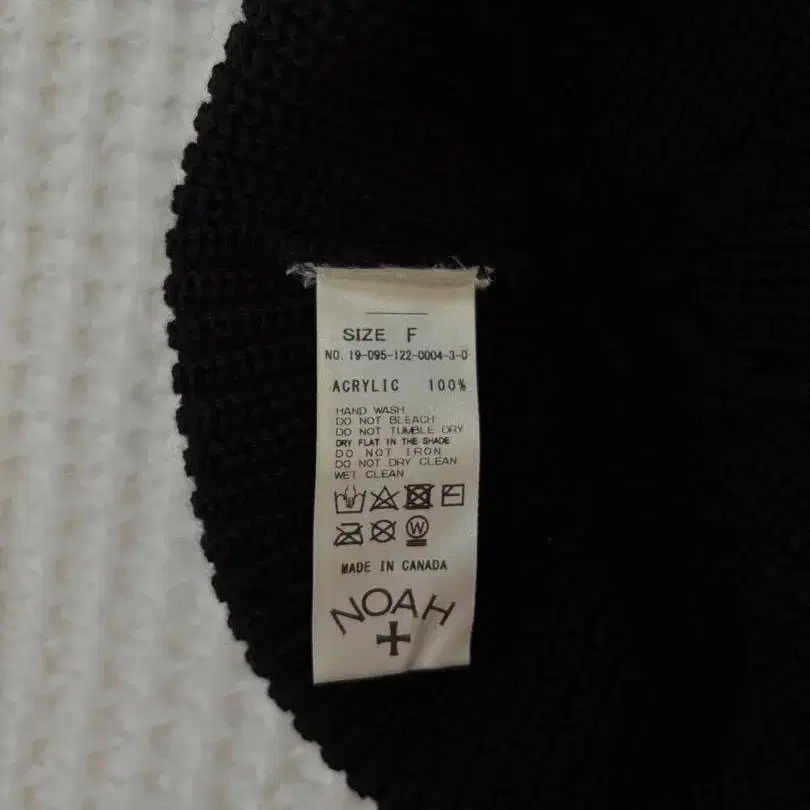 SIZE F
NO. 19-095-122-0004-3-0
ACRYLIC 100%
HAND WASH
DO NOT BLEACH
DO NOT TUMBLE DRY
DRY FLAT IN THE SHADE
DO NOT IRON
DO NOT DRY CLEAN
WET CLEAN
W
MADE IN CANADA
NOAH